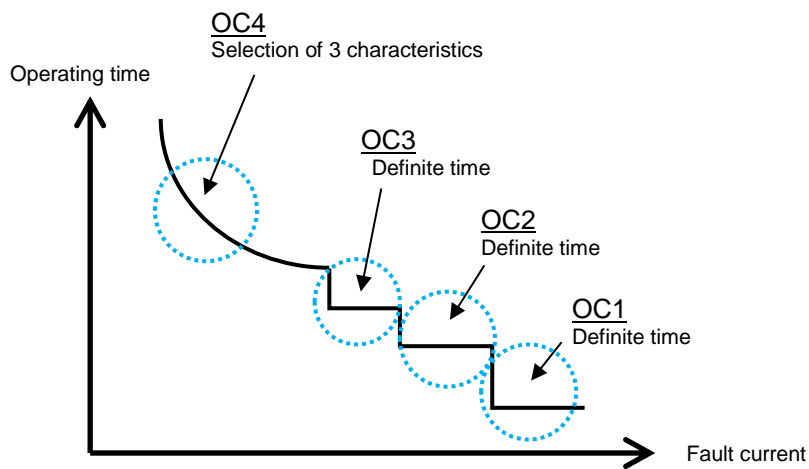 OC4
Selection of 3 characteristics
Operating time
OC3
Definite time
OC2
Definite time
OC1
Definite time
Fault current